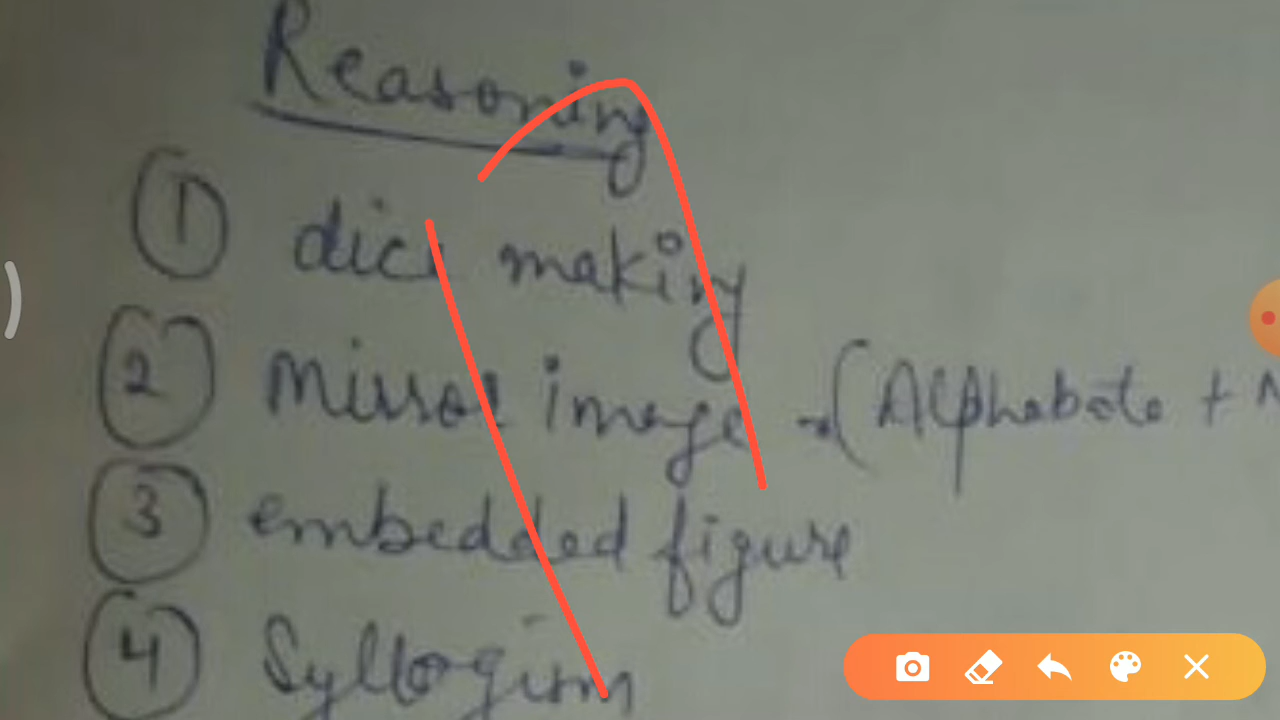 Reasoning
① dice making
② Mirror image → (Alphabets +
③ embedded figure
④ Syllogism